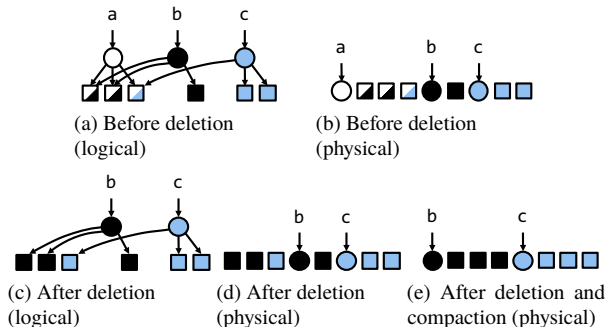 a b c
a b c
(a) Before deletion
(logical)
(b) Before deletion
(physical)
b c
b c
b c
(c) After deletion
(logical)
(d) After deletion
(physical)
(e) After deletion and
compaction (physical)